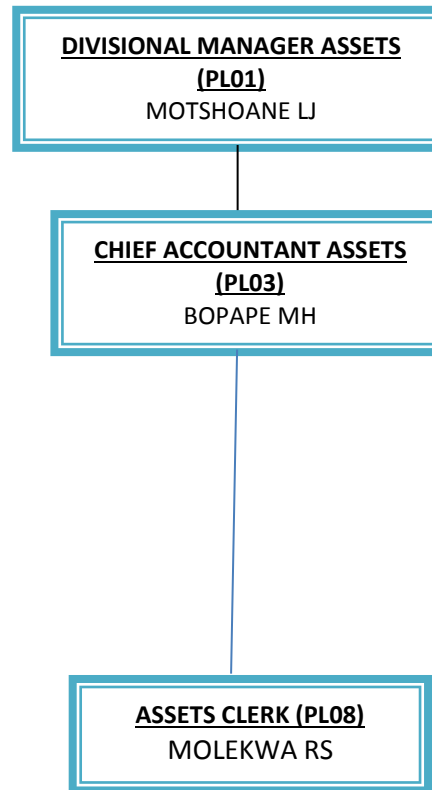 DIVISIONAL MANAGER ASSETS
(PL01)
MOTSHOANE LJ
CHIEF ACCOUNTANT ASSETS
(PL03)
BOPAPE MH
ASSETS CLERK (PL08)
MOLEKWA RS